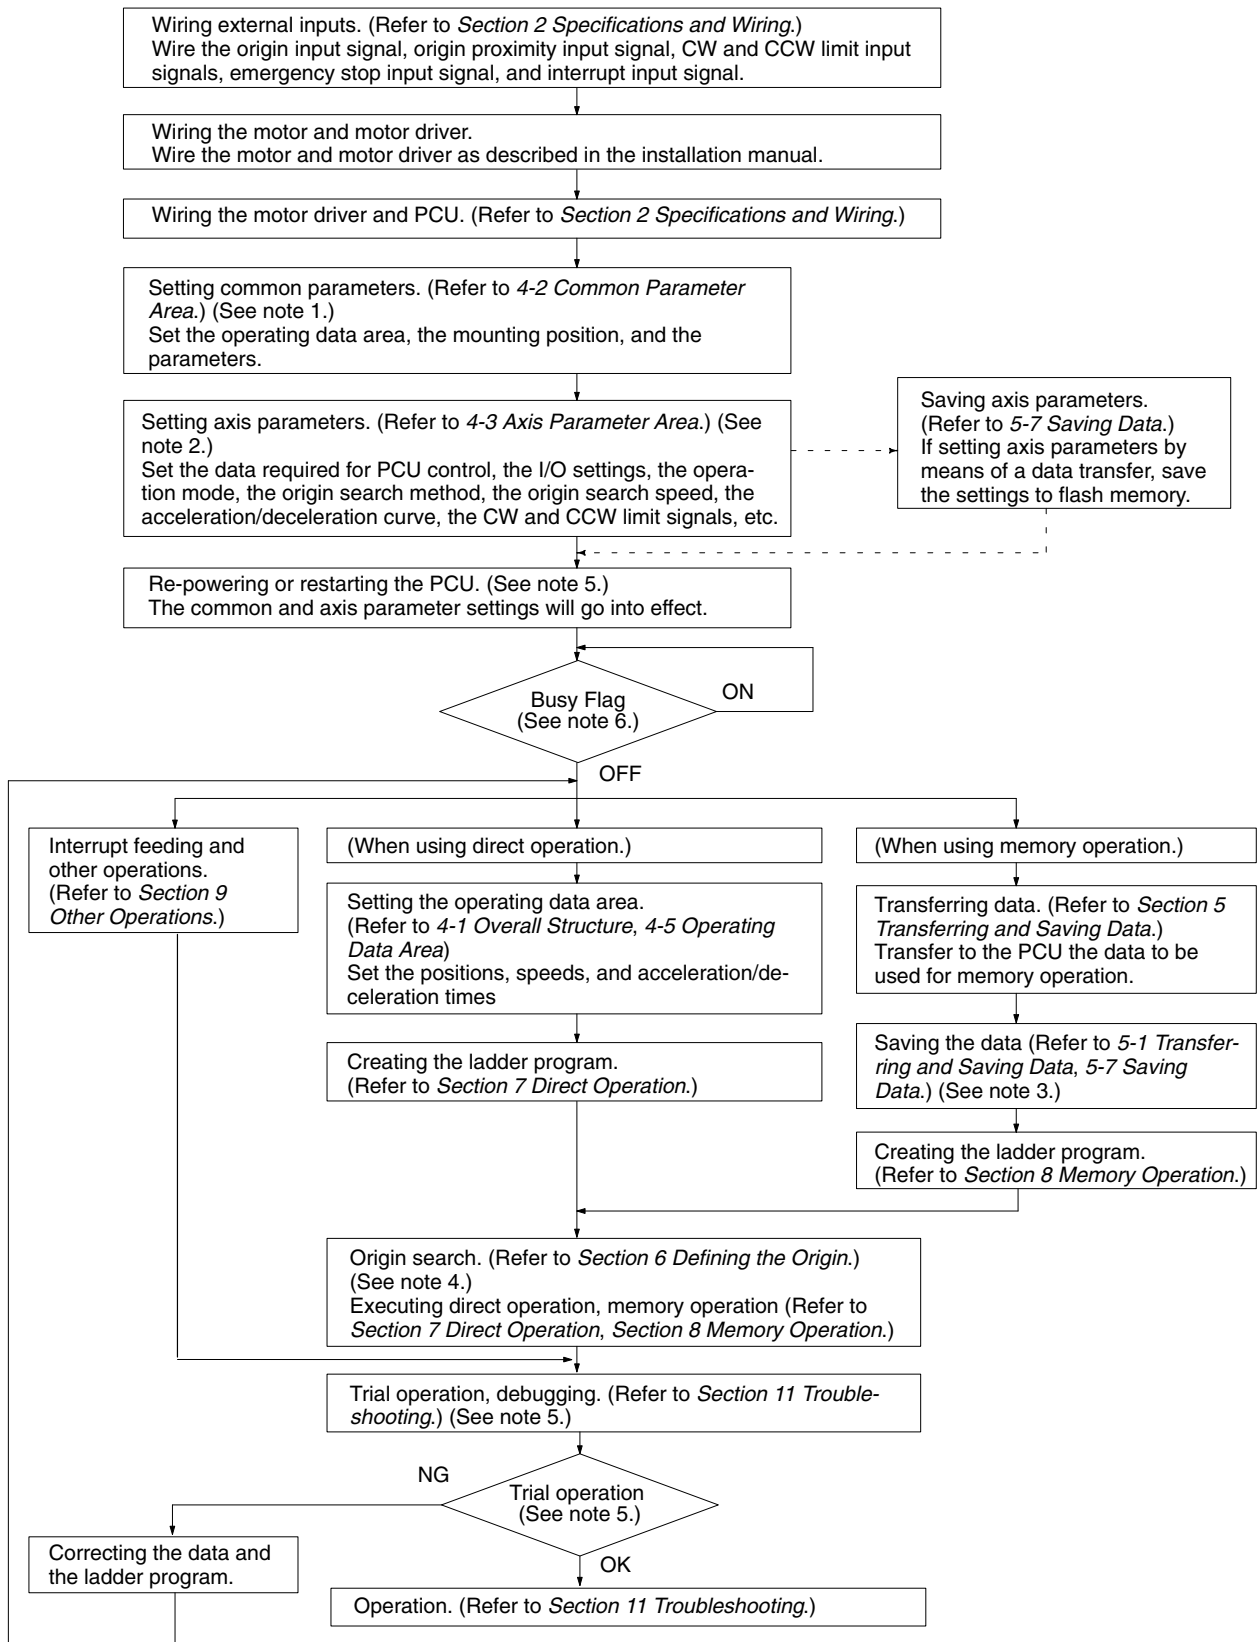 Wiring external inputs. (Refer to Section 2 Specifications and Wiring.)
Wire the origin input signal, origin proximity input signal, CW and CCW limit input
signals, emergency stop input signal, and interrupt input signal.
Wiring the motor and motor driver.
Wire the motor and motor driver as described in the installation manual.
Wiring the motor driver and PCU. (Refer to Section 2 Specifications and Wiring.)
Setting common parameters. (Refer to 4-2 Common Parameter
Area.) (See note 1.)
Set the operating data area, the mounting position, and the
parameters.
Setting axis parameters. (Refer to 4-3 Axis Parameter Area.) (See
note 2.)
Set the data required for PCU control, the I/O settings, the opera-
tion mode, the origin search method, the origin search speed, the
acceleration/deceleration curve, the CW and CCW limit signals, etc.
Saving axis parameters.
(Refer to 5-7 Saving Data.)
If setting axis parameters by
means of a data transfer, save
the settings to flash memory.
Re-powering or restarting the PCU. (See note 5.)
The common and axis parameter settings will go into effect.
Busy Flag
(See note 6.)
ON
OFF
Interrupt feeding and
other operations.
(Refer to Section 9
Other Operations.)
(When using direct operation.)
Setting the operating data area.
(Refer to 4-1 Overall Structure, 4-5 Operating
Data Area)
Set the positions, speeds, and acceleration/de-
celeration times
Creating the ladder program.
(Refer to Section 7 Direct Operation.)
(When using memory operation.)
Transferring data. (Refer to Section 5
Transferring and Saving Data.)
Transfer to the PCU the data to be
used for memory operation.
Saving the data (Refer to 5-1 Transfer-
ring and Saving Data, 5-7 Saving
Data.) (See note 3.)
Creating the ladder program.
(Refer to Section 8 Memory Operation.)
Origin search. (Refer to Section 6 Defining the Origin.)
(See note 4.)
Executing direct operation, memory operation (Refer to
Section 7 Direct Operation, Section 8 Memory Operation.)
Trial operation, debugging. (Refer to Section 11 Trouble-
shooting.) (See note 5.)
NG
Trial operation
(See note 5.)
OK
Correcting the data and
the ladder program.
Operation. (Refer to Section 11 Troubleshooting.)